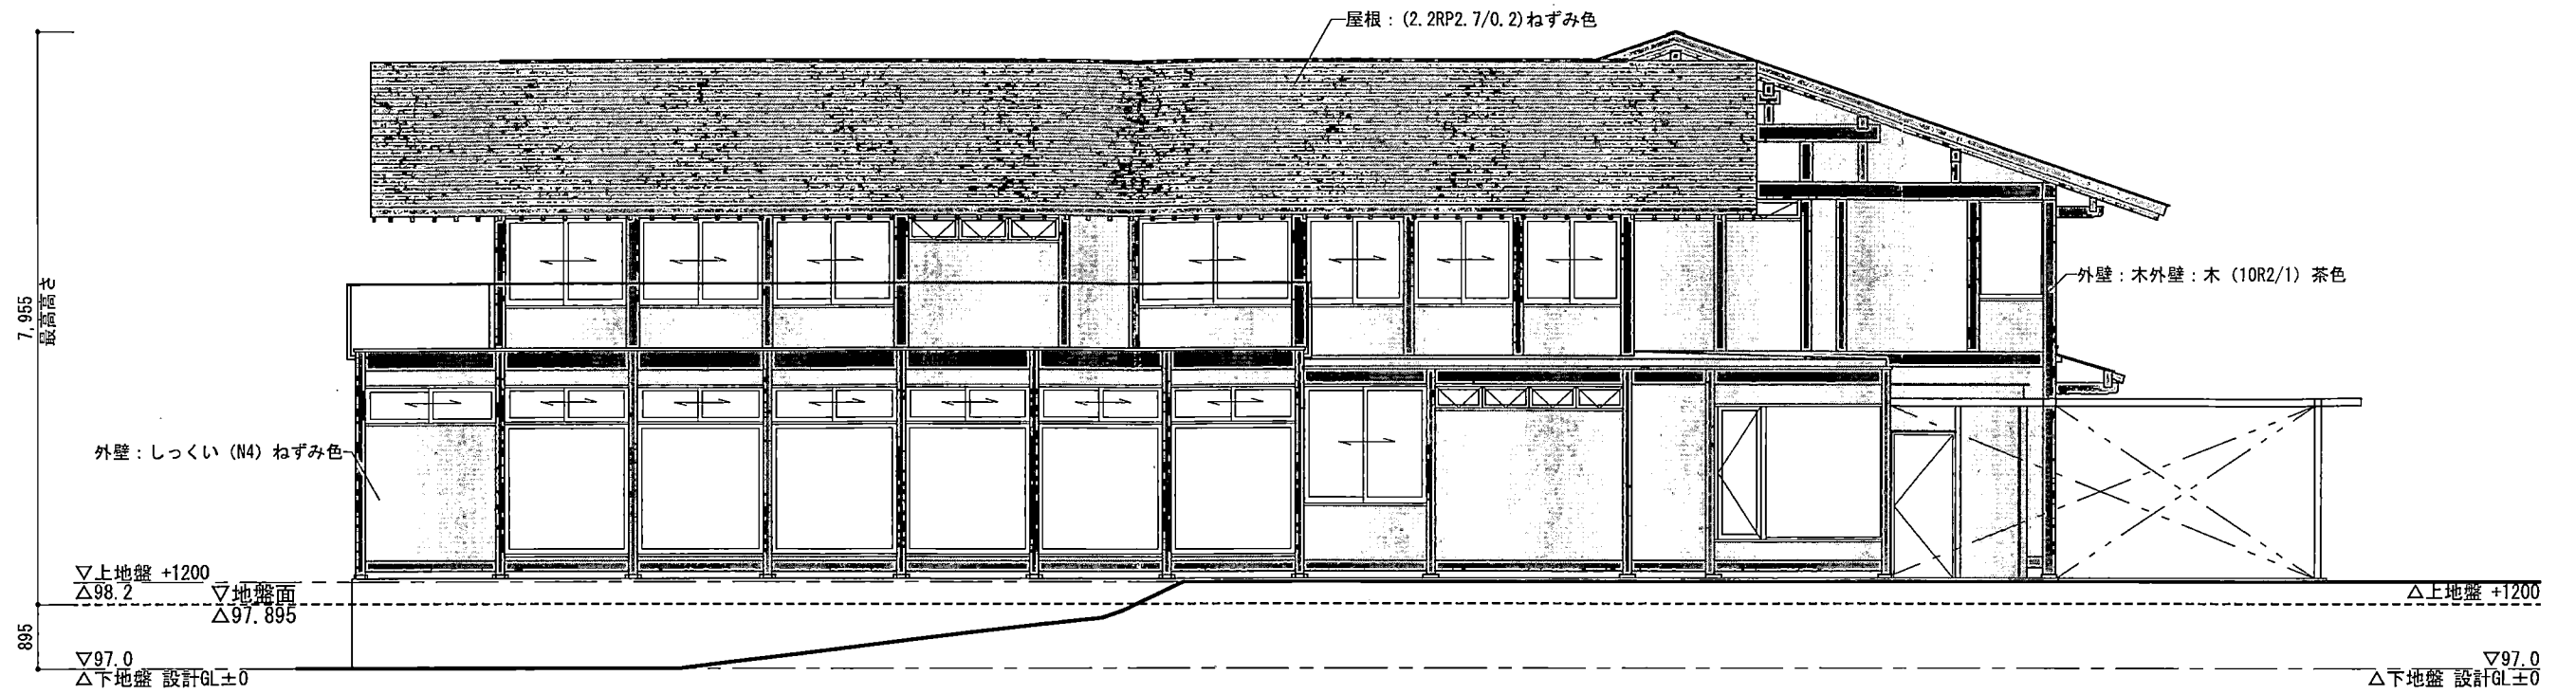 屋根：(2.2RP2.7/0.2)ねずみ色
7,955
最高高さ
外壁：木外壁：木（10R2/1）茶色
外壁：しっくい（N4）ねずみ色
▽上地盤 +1200
△98.2
▽地盤面
△97.895
△上地盤 +1200
895
▽97.0
△下地盤 設計GL±0
▽97.0
△下地盤 設計GL±0